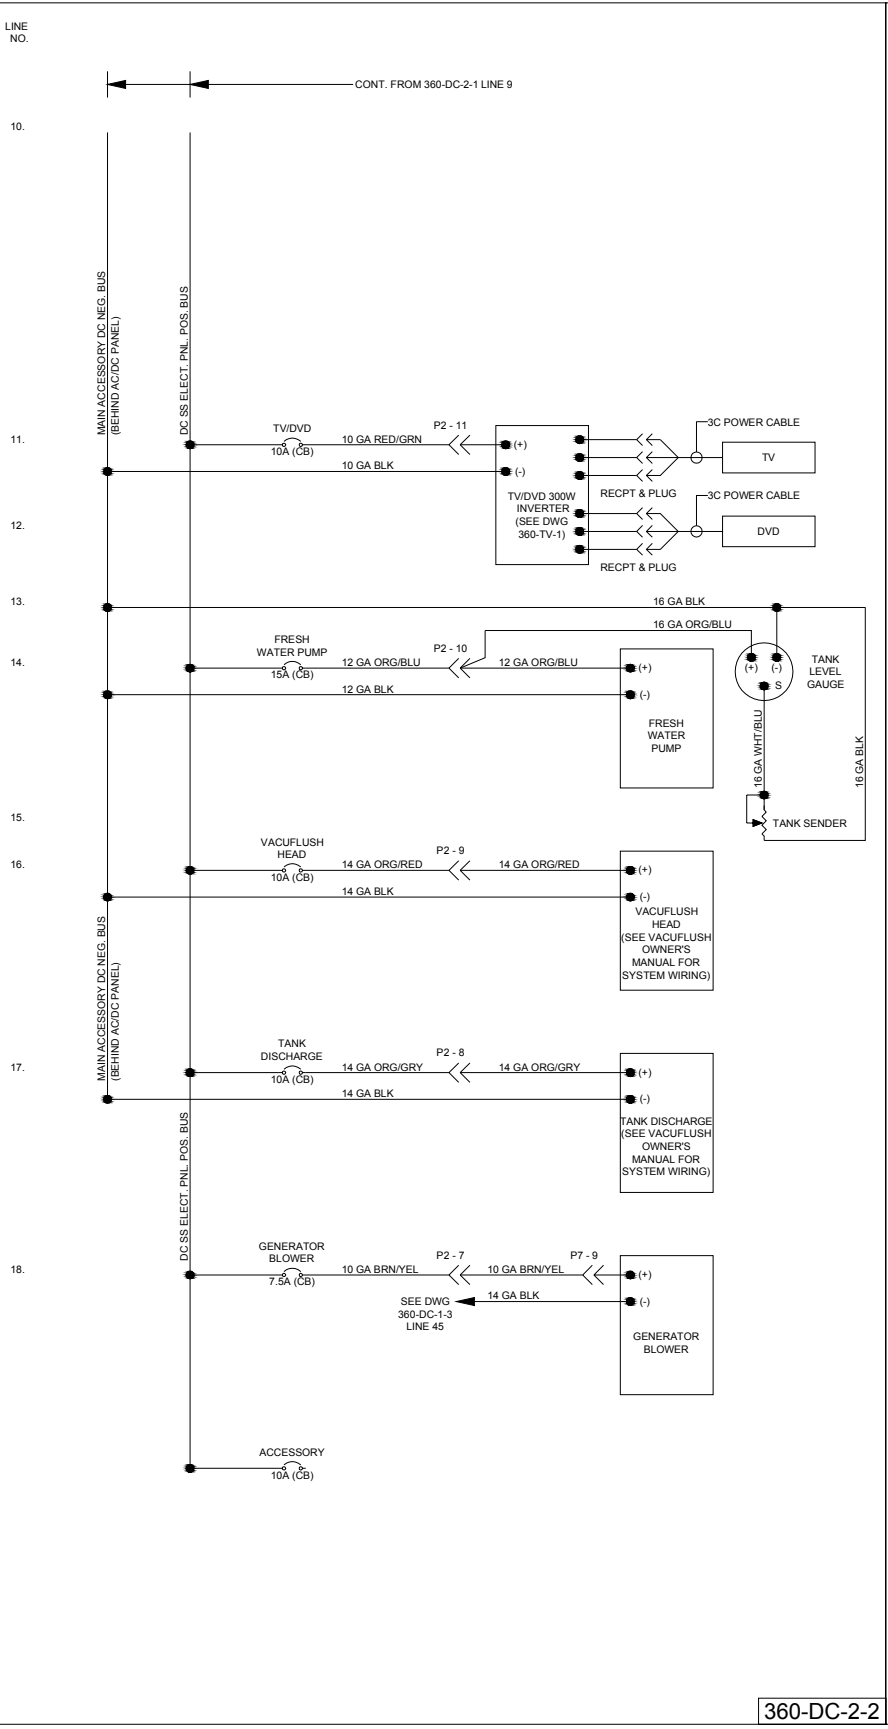 LINE
NO.
CONT. FROM 360-DC-2-1 LINE 9
10.
MAIN ACCESSORY DC NEG. BUS
(BEHIND AC/DC PANEL)
DC SS ELECT. PNL. POS. BUS
11.
TV/DVD
10A (CB)
10 GA RED/GRN
P2 - 11
(+)
10 GA BLK
(-)
TV/DVD 300W
INVERTER
(SEE DWG
360-TV-1)
3C POWER CABLE
TV
RECPT & PLUG
12.
3C POWER CABLE
DVD
RECPT & PLUG
13.
16 GA BLK
16 GA ORG/BLU
14.
FRESH
WATER PUMP
15A (CB)
12 GA ORG/BLU
P2 - 10
12 GA ORG/BLU
(+)
12 GA BLK
(-)
FRESH
WATER
PUMP
(+)
(-)
S
TANK
LEVEL
GAUGE
16 GA WHT/BLU
16 GA BLK
TANK SENDER
15.
16.
VACUFLUSH
HEAD
10A (CB)
14 GA ORG/RED
P2 - 9
14 GA ORG/RED
(+)
14 GA BLK
(-)
VACUFLUSH
HEAD
(SEE VACUFLUSH
OWNER'S
MANUAL FOR
SYSTEM WIRING)
MAIN ACCESSORY DC NEG. BUS
(BEHIND AC/DC PANEL)
17.
TANK
DISCHARGE
10A (CB)
14 GA ORG/GRY
P2 - 8
14 GA ORG/GRY
(+)
14 GA BLK
(-)
TANK DISCHARGE
(SEE VACUFLUSH
OWNER'S
MANUAL FOR
SYSTEM WIRING)
DC SS ELECT. PNL. POS. BUS
18.
GENERATOR
BLOWER
7.5A (CB)
10 GA BRN/YEL
P2 - 7
10 GA BRN/YEL
P7 - 9
(+)
SEE DWG
360-DC-1-3
LINE 45
14 GA BLK
(-)
GENERATOR
BLOWER
ACCESSORY
10A (CB)
360-DC-2-2